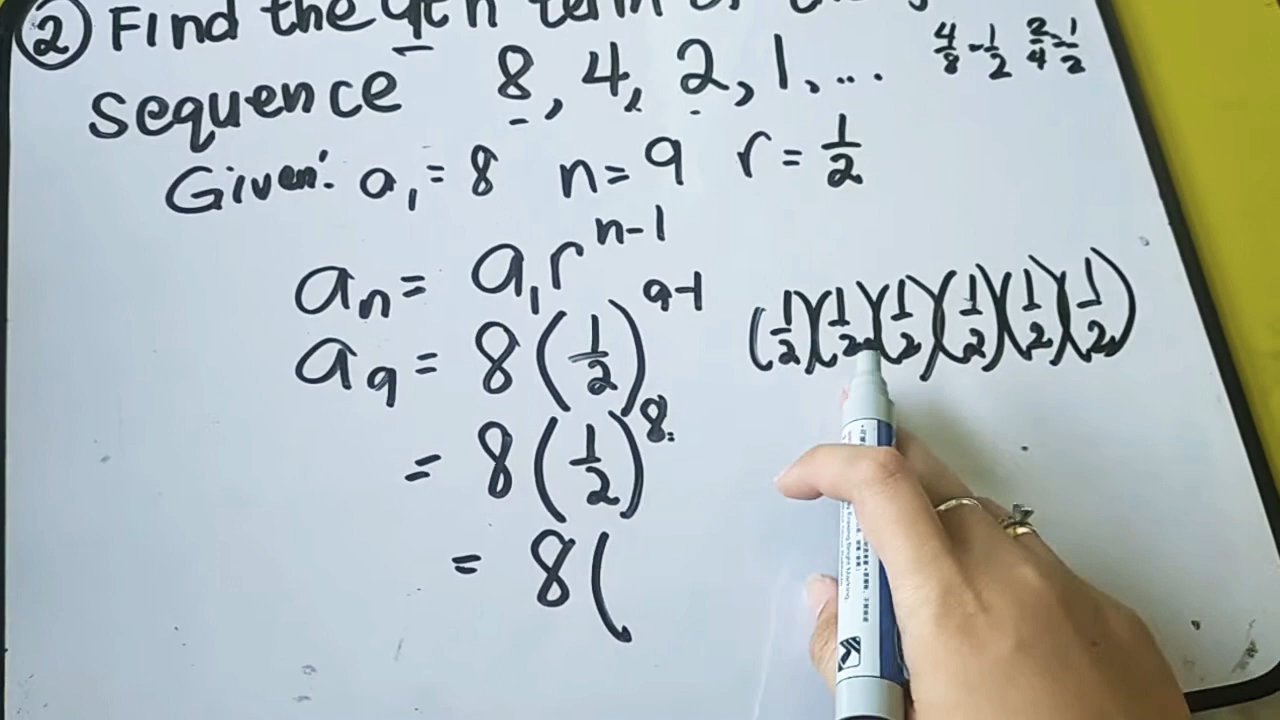 ② Find the 9th term of the
sequence 8, 4, 2, 1, ...
4/8 = 1/2 2/4 = 1/2
Given: a₁ = 8 n = 9 r = 1/2
aₙ = a₁rⁿ⁻¹
a₉ = 8(1/2)⁹⁻¹
(1/2)(1/2)(1/2)(1/2)(1/2)(1/2)
= 8(1/2)⁸
= 8(